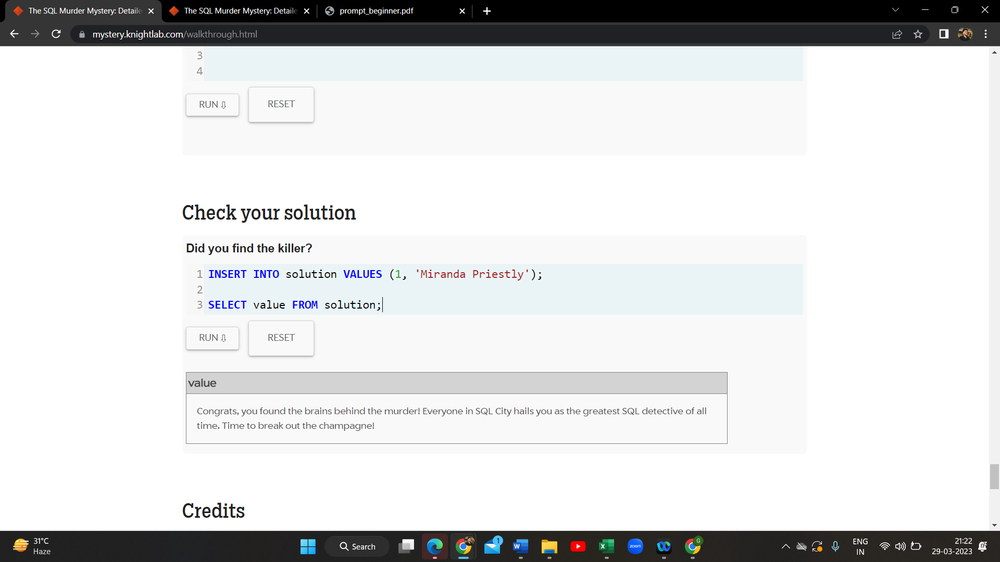 The SQL Murder Mystery: Detaile
The SQL Murder Mystery: Detaile
prompt_beginner.pdf
mystery.knightlab.com/walkthrough.html
3
4
RUN ⇩
RESET
Check your solution
Did you find the killer?
1 INSERT INTO solution VALUES (1, 'Miranda Priestly');
2
3 SELECT value FROM solution;
RUN ⇩
RESET
value
Congrats, you found the brains behind the murder! Everyone in SQL City hails you as the greatest SQL detective of all
time. Time to break out the champagne!
Credits
31°C
Haze
Search
1
W
X
zoom
G
ENG
IN
21:22
29-03-2023